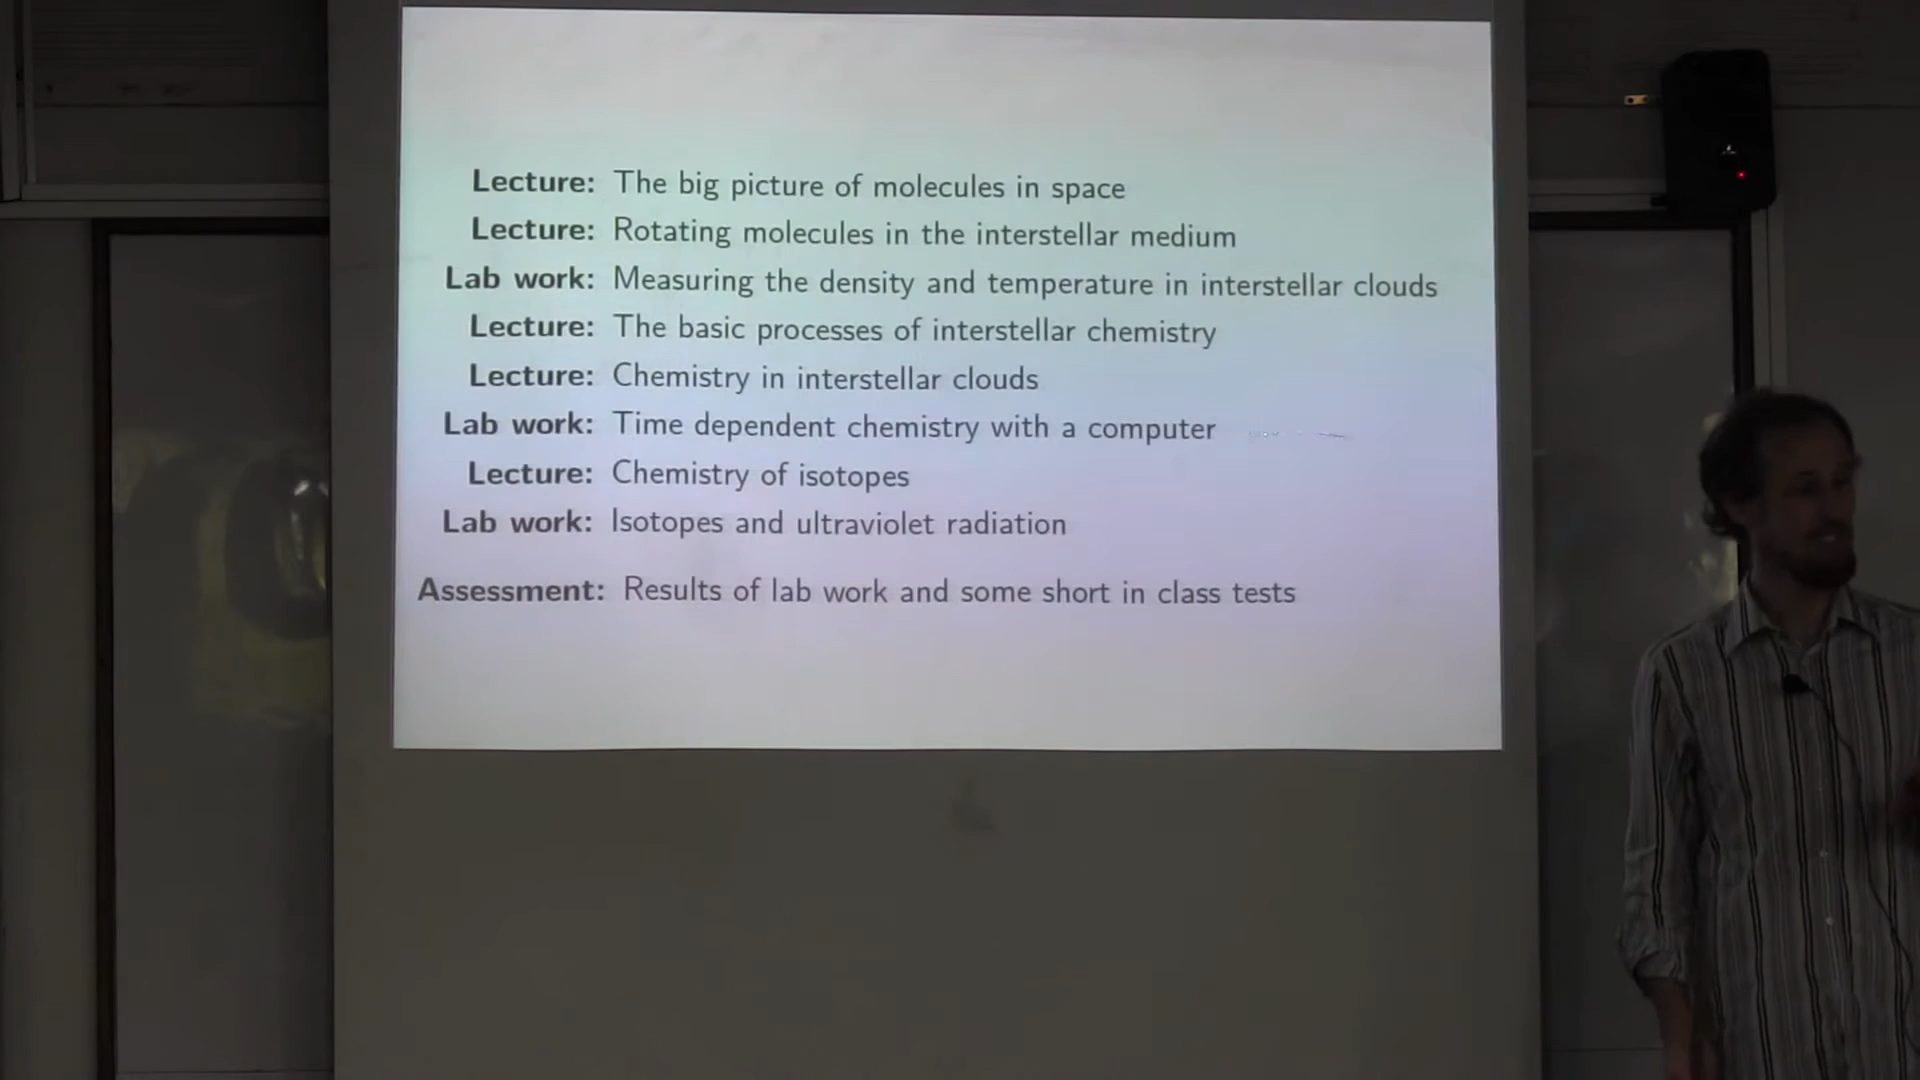 Lecture: The big picture of molecules in space
Lecture: Rotating molecules in the interstellar medium
Lab work: Measuring the density and temperature in interstellar clouds
Lecture: The basic processes of interstellar chemistry
Lecture: Chemistry in interstellar clouds
Lab work: Time dependent chemistry with a computer
Lecture: Chemistry of isotopes
Lab work: Isotopes and ultraviolet radiation
Assessment: Results of lab work and some short in class tests